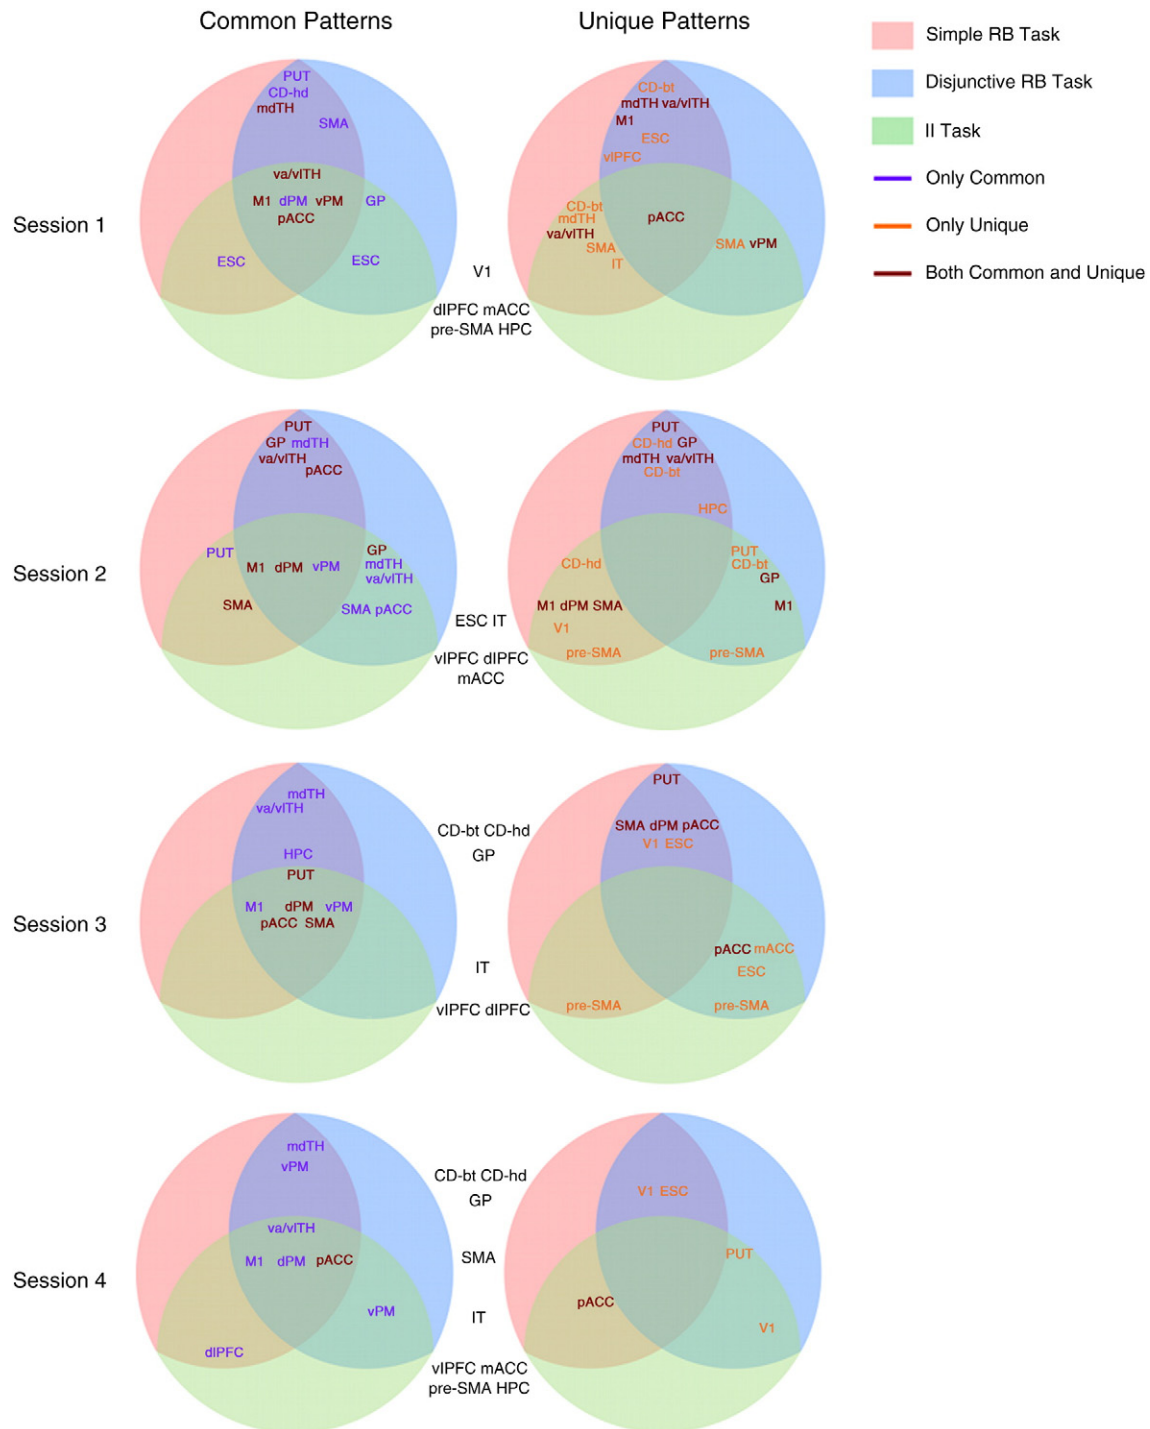 Common Patterns
Unique Patterns
Simple RB Task
Disjunctive RB Task
II Task
Only Common
Only Unique
Both Common and Unique
Session 1
PUT
CD-hd
mdTH
SMA
va/vlTH
M1 dPM vPM
pACC
GP
ESC
ESC
V1
dlPFC mACC
pre-SMA HPC
CD-bt
mdTH va/vlTH
M1
ESC
vlPFC
CD-bt
mdTH
va/vlTH
SMA
IT
pACC
SMA vPM
Session 2
PUT
GP mdTH
va/vlTH
pACC
PUT
M1 dPM vPM
SMA
GP
mdTH
va/vlTH
SMA pACC
ESC IT
vlPFC dlPFC
mACC
PUT
CD-hd GP
mdTH va/vlTH
CD-bt
HPC
CD-hd
M1 dPM SMA
V1
pre-SMA
PUT
CD-bt
GP
M1
pre-SMA
Session 3
mdTH
va/vlTH
HPC
PUT
M1 dPM vPM
pACC SMA
CD-bt CD-hd
GP
IT
vlPFC dlPFC
PUT
SMA dPM pACC
V1 ESC
pACC mACC
ESC
pre-SMA
pre-SMA
Session 4
mdTH
vPM
va/vlTH
M1 dPM pACC
vPM
dlPFC
CD-bt CD-hd
GP
SMA
IT
vlPFC mACC
pre-SMA HPC
V1 ESC
PUT
pACC
V1